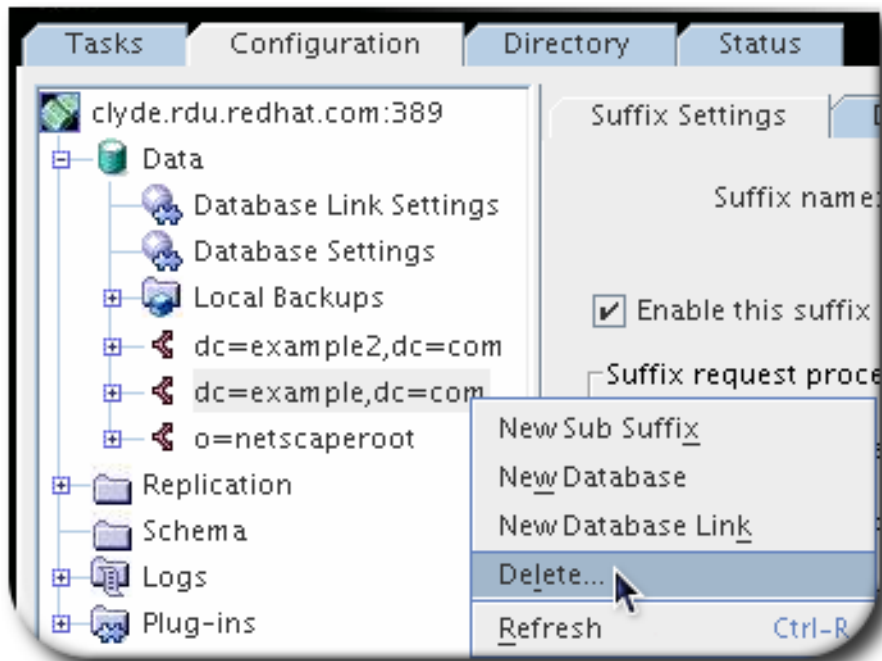 Tasks
Configuration
Directory
Status
clyde.rdu.redhat.com:389
Data
Database Link Settings
Database Settings
Local Backups
dc=example2,dc=com
dc=example,dc=com
o=netscaperoot
Replication
Schema
Logs
Plug-ins
Suffix Settings
Suffix name:
Enable this suffix
Suffix request proce
New Sub Suffix
New Database
New Database Link
Delete...
Refresh Ctrl-R